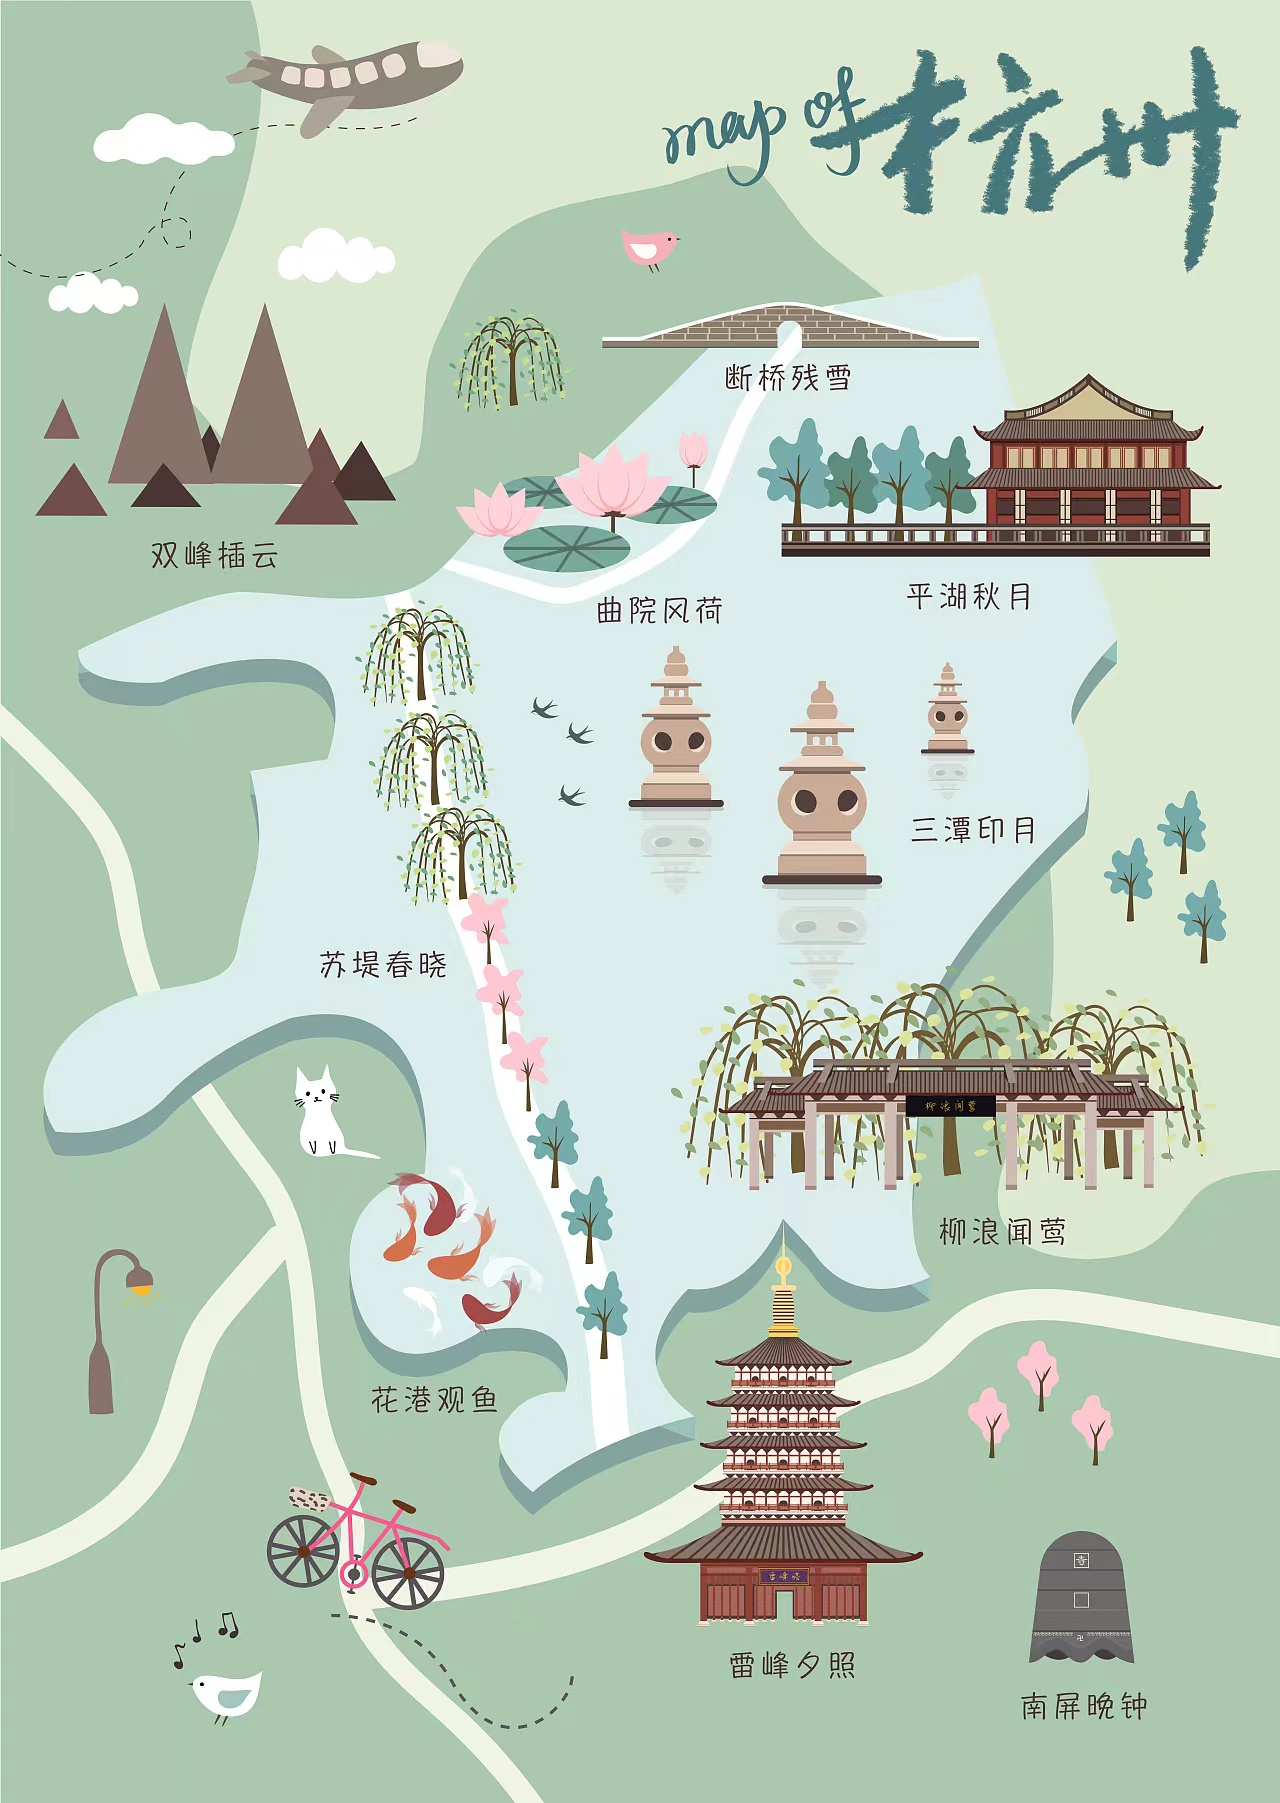 map of 杭州
断桥残雪
双峰插云
平湖秋月
曲院风荷
三潭印月
苏堤春晓
柳浪闻莺
柳浪闻莺
花港观鱼
雷峰塔
雷峰夕照
寺
卍
南屏晚钟